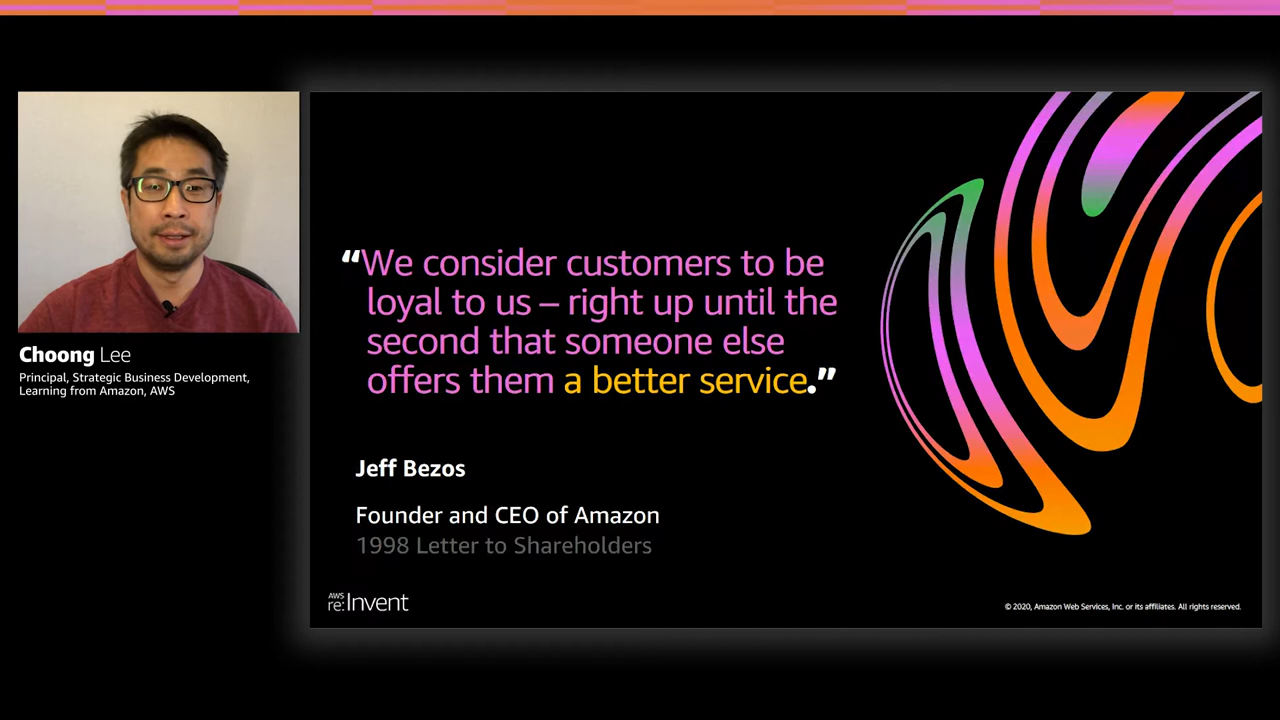 Choong Lee
Principal, Strategic Business Development,
Learning from Amazon, AWS
“We consider customers to be
loyal to us – right up until the
second that someone else
offers them a better service.”
Jeff Bezos
Founder and CEO of Amazon
1998 Letter to Shareholders
AWS
re:Invent
© 2020, Amazon Web Services, Inc. or its affiliates. All rights reserved.